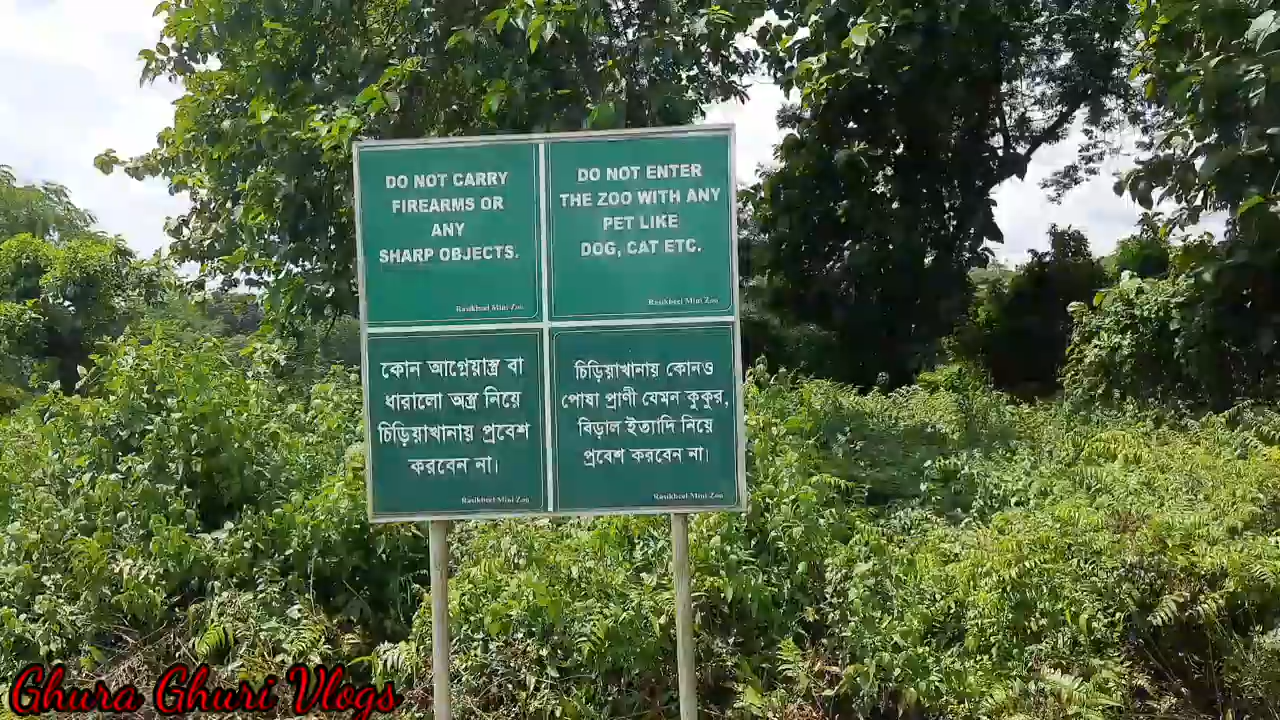 DO NOT CARRY
FIREARMS OR
ANY
SHARP OBJECTS.
Rasikbeel Mini Zoo
DO NOT ENTER
THE ZOO WITH ANY
PET LIKE
DOG, CAT ETC.
Rasikbeel Mini Zoo
কোন আগ্নেয়াস্ত্র বা
ধারালো অস্ত্র নিয়ে
চিড়িয়াখানায় প্রবেশ
করবেন না।
Rasikbeel Mini Zoo
চিড়িয়াখানায় কোনও
পোষা প্রাণী যেমন কুকুর,
বিড়াল ইত্যাদি নিয়ে
প্রবেশ করবেন না।
Rasikbeel Mini Zoo
Ghura Ghuri Vlogs